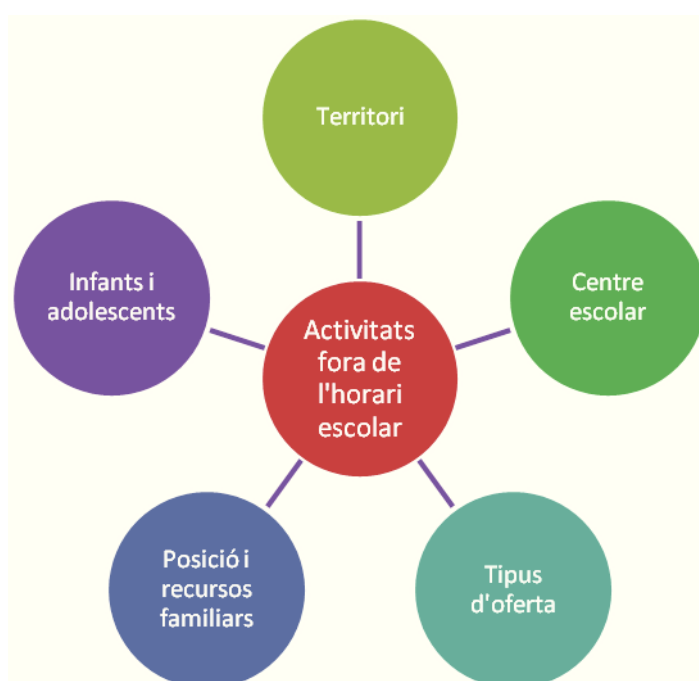 Territori
Infants i
adolescents
Centre
escolar
Activitats
fora de
l'horari
escolar
Posició i
recursos
familiars
Tipus
d'oferta